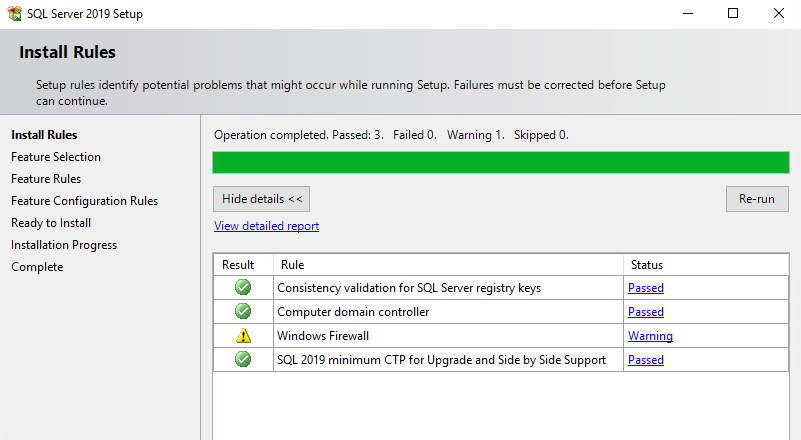 SQL Server 2019 Setup
Install Rules
Setup rules identify potential problems that might occur while running Setup. Failures must be corrected before Setup
can continue.
Install Rules
Feature Selection
Feature Rules
Feature Configuration Rules
Ready to Install
Installation Progress
Complete
Operation completed. Passed: 3. Failed 0. Warning 1. Skipped 0.
Hide details <<
Re-run
View detailed report
Result Rule Status
Consistency validation for SQL Server registry keys Passed
Computer domain controller Passed
Windows Firewall Warning
SQL 2019 minimum CTP for Upgrade and Side by Side Support Passed